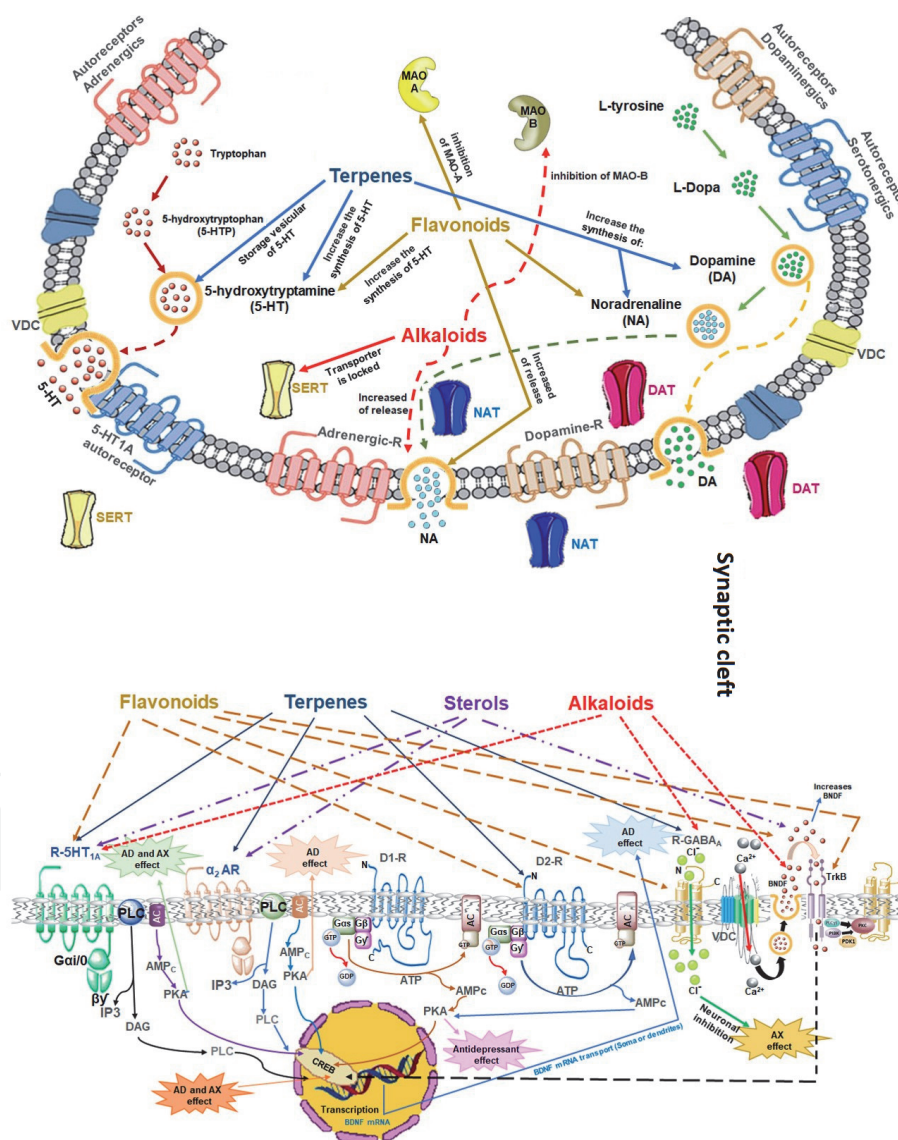 Autoreceptors
Adrenergics
MAO
A
MAO
B
Autoreceptors
Dopaminergics
L-tyrosine
Autoreceptors
Serotonergics
Tryptophan
inhibition
of MAO-A
inhibition of MAO-B
Terpenes
L-Dopa
5-hydroxytryptophan
(5-HTP)
Storage vesicular
of 5-HT
Increase the
synthesis of 5-HT
Flavonoids
Increase the
synthesis of 5-HT
Increase the
synthesis of:
Dopamine
(DA)
5-hydroxytryptamine
(5-HT)
Noradrenaline
(NA)
VDC
Alkaloids
VDC
5-HT
SERT
Transporter
is locked
Increased
of release
Increased
of release
NAT
DAT
5-HT1A
autoreceptor
Adrenergic-R
Dopamine-R
DA
DAT
SERT
NA
NAT
Synaptic cleft
Flavonoids
Terpenes
Sterols
Alkaloids
Increases
BNDF
R-5HT1A
AD and AX
effect
α2 AR
AD
effect
D1-R
N
D2-R
N
AD
effect
R-GABAA
Cl-
N
C
Ca2+
BNDF
TrkB
PLC
AC
PLC
AC
AC
GTP
AC
GTP
Gαs
Gβ
Gγ
GTP
GDP
C
Gαs
Gβ
Gγ
GTP
GDP
C
VDC
PDK1
Gαi/0
βγ
AMPC
PKA
IP3
DAG
PLC
IP3
DAG
PLC
AMPC
PKA
ATP
AMPc
PKA
ATP
AMPc
Cl-
Ca2+
Neuronal
inhibition
AX
effect
Antidepressant
effect
BDNF mRNA transport (Soma or dendrites)
CREB
AD and AX
effect
Transcription
BDNF mRNA